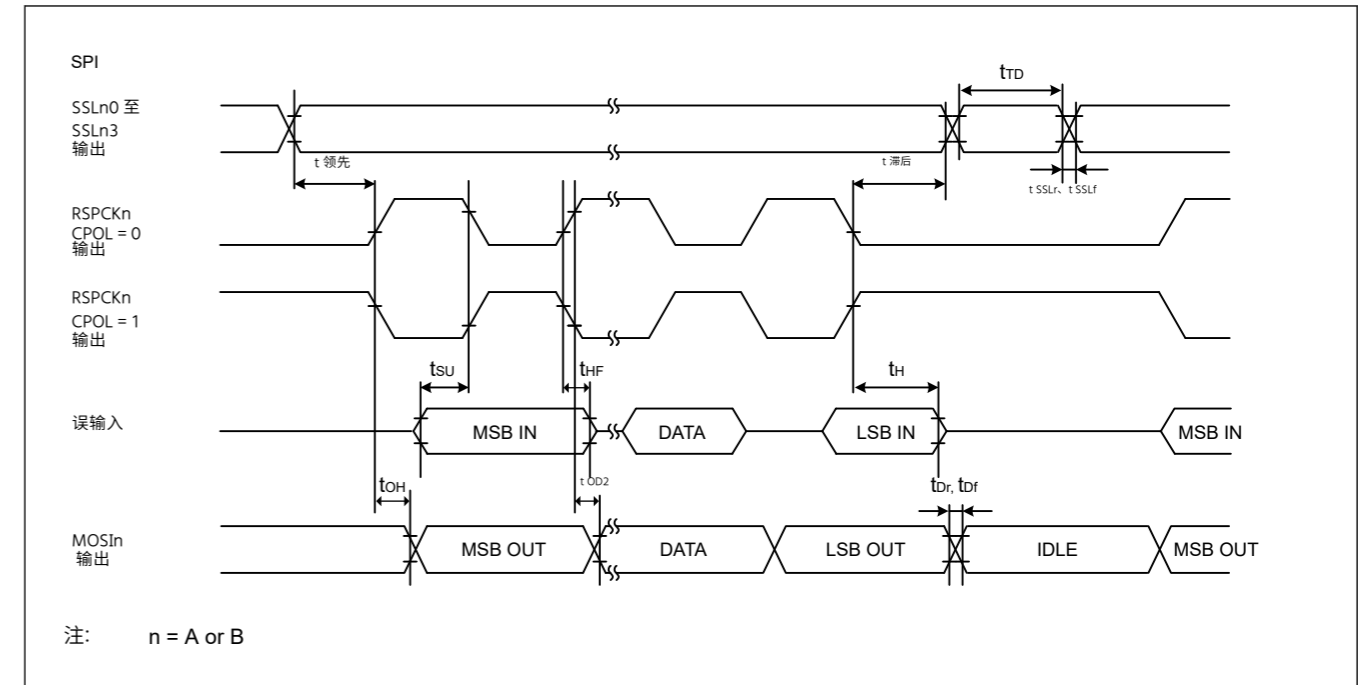 SPI
tTD
SSLn0 至
SSLn3
输出
t 领先
t 滞后
t SSLr、t SSLf
RSPCKn
CPOL = 0
输出
RSPCKn
CPOL = 1
输出
tSU
tHF
tH
误输入
MSB IN
DATA
LSB IN
MSB IN
tOH
t OD2
tDr, tDf
MOSIn
输出
MSB OUT
DATA
LSB OUT
IDLE
MSB OUT
注: n = A or B